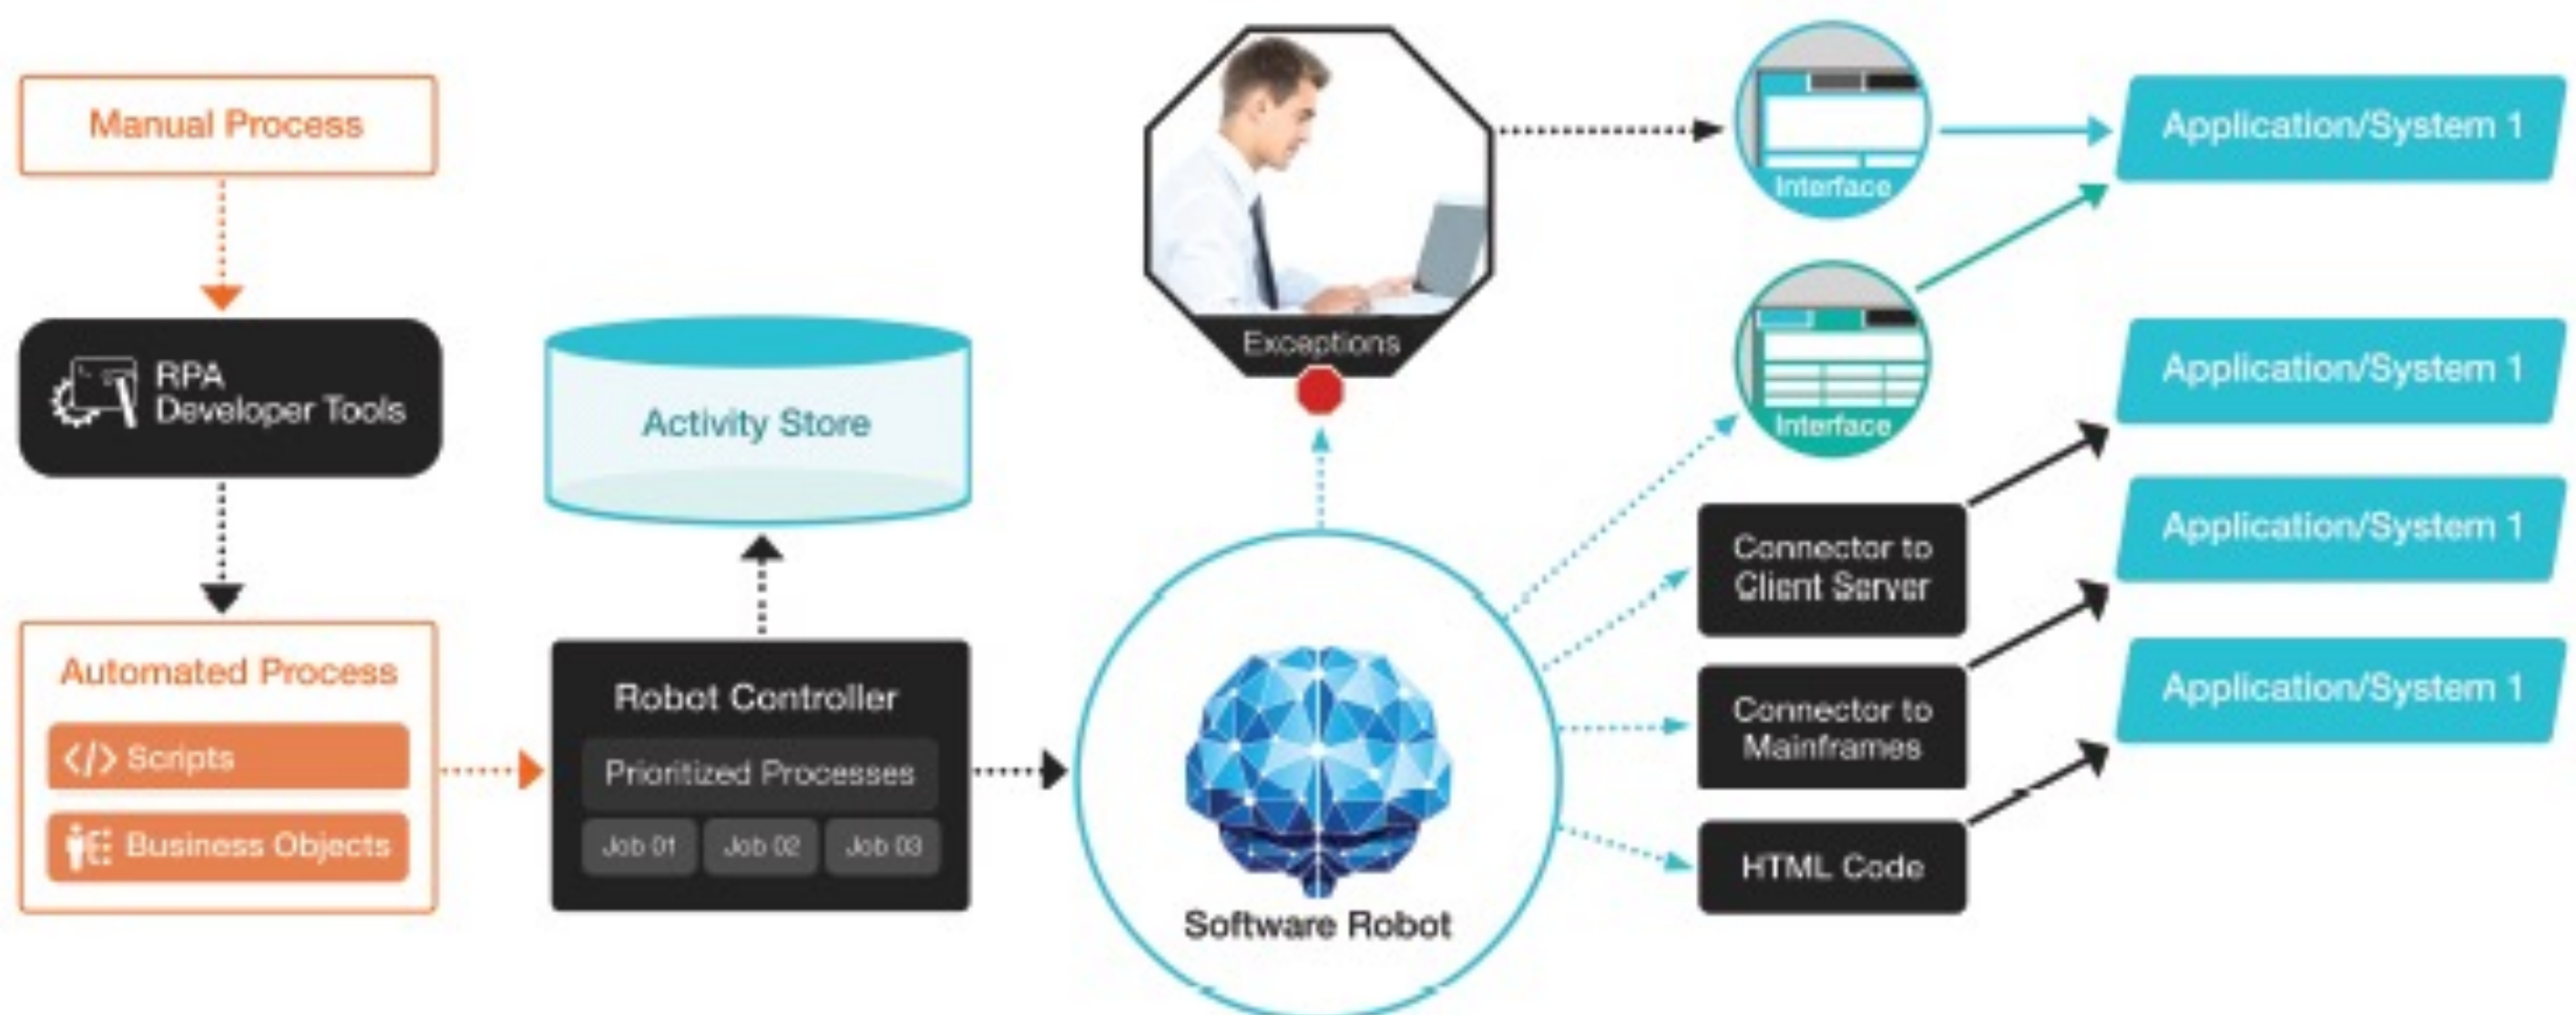 Manual Process
RPA
Developer Tools
Automated Process
</> Scripts
Business Objects
Activity Store
Robot Controller
Prioritized Processes
Job 01
Job 02
Job 03
Exceptions
Software Robot
Interface
Interface
Connector to
Client Server
Connector to
Mainframes
HTML Code
Application/System 1
Application/System 1
Application/System 1
Application/System 1